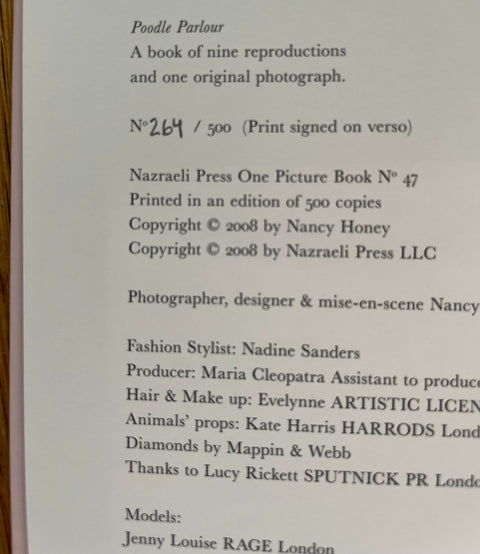 Poodle Parlour
A book of nine reproductions
and one original photograph.
Nº 264 / 500 (Print signed on verso)
Nazraeli Press One Picture Book Nº 47
Printed in an edition of 500 copies
Copyright © 2008 by Nancy Honey
Copyright © 2008 by Nazraeli Press LLC
Photographer, designer & mise-en-scene Nancy
Fashion Stylist: Nadine Sanders
Producer: Maria Cleopatra Assistant to produce
Hair & Make up: Evelynne ARTISTIC LICEN
Animals' props: Kate Harris HARRODS Lond
Diamonds by Mappin & Webb
Thanks to Lucy Rickett SPUTNICK PR Londo
Models:
Jenny Louise RAGE London